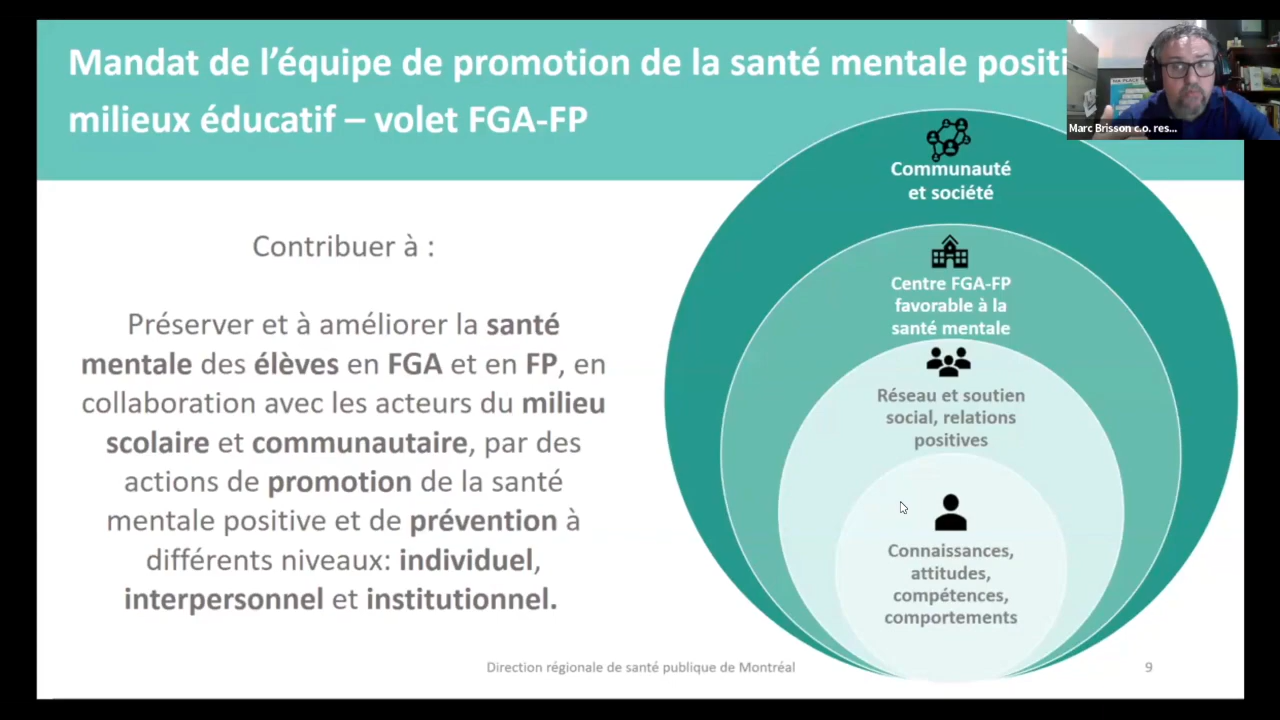 Mandat de l’équipe de promotion de la santé mentale positi
milieux éducatif – volet FGA-FP
Marc Brisson c.o. res...
Contribuer à :
Préserver et à améliorer la santé
mentale des élèves en FGA et en FP, en
collaboration avec les acteurs du milieu
scolaire et communautaire, par des
actions de promotion de la santé
mentale positive et de prévention à
différents niveaux: individuel,
interpersonnel et institutionnel.
Communauté
et société
Centre FGA-FP
favorable à la
santé mentale
Réseau et soutien
social, relations
positives
Connaissances,
attitudes,
compétences,
comportements
Direction régionale de santé publique de Montréal
9